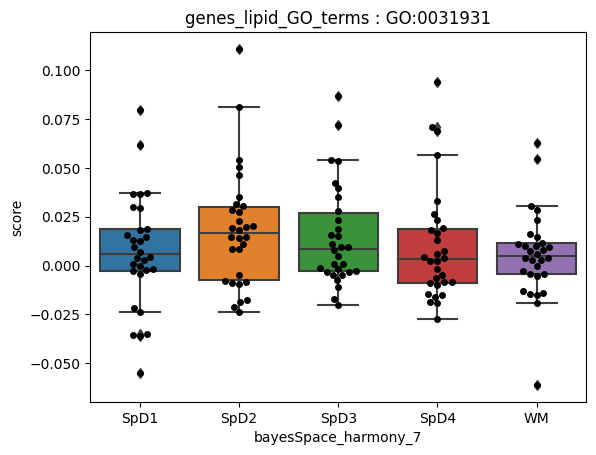 genes_lipid_GO_terms : GO:0031931
score
0.100
0.075
0.050
0.025
0.000
−0.025
−0.050
SpD1 SpD2 SpD3 SpD4 WM
bayesSpace_harmony_7